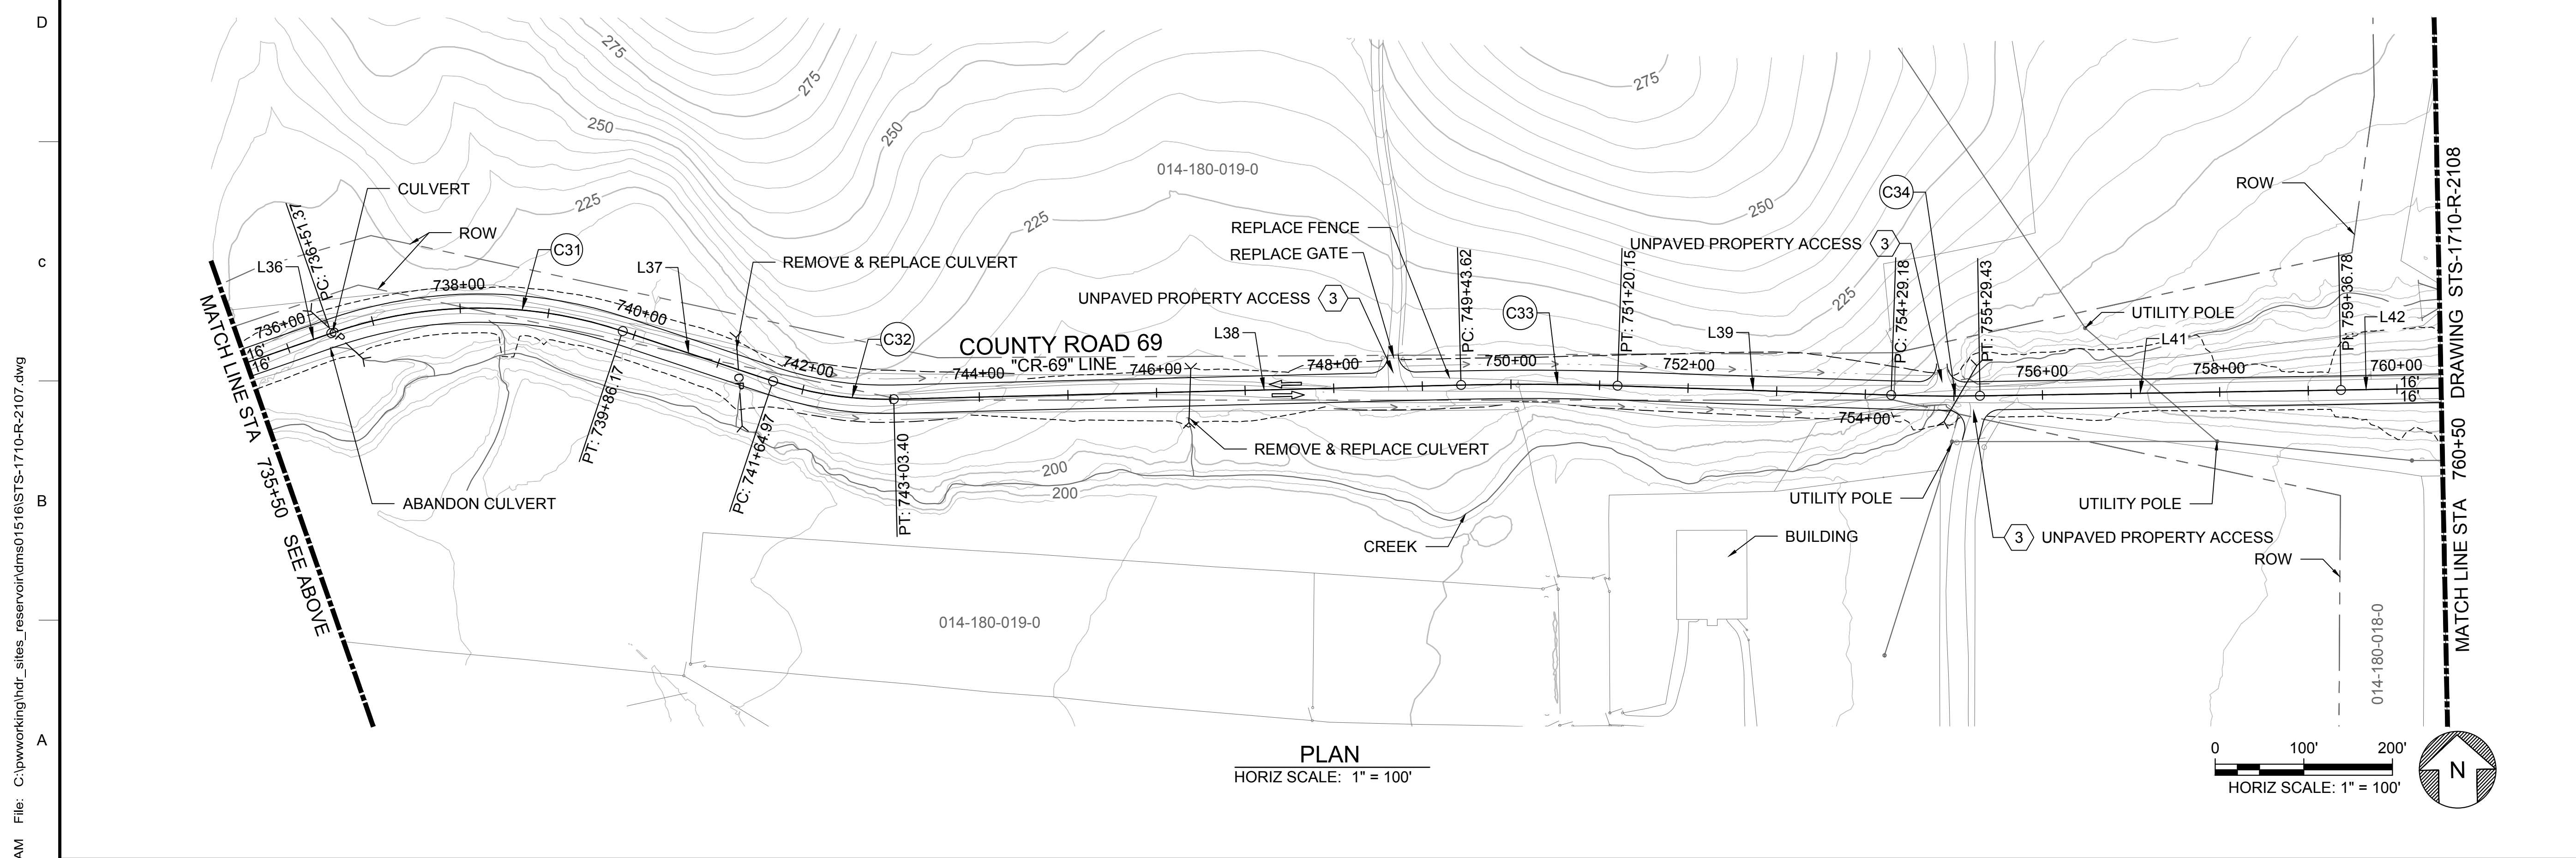 D
275
275
275
250
250
250
225
225
225
014-180-019-0
CULVERT
ROW
C31
L36
PC: 736+51.37
736+00
738+00
740+00
L37
REMOVE & REPLACE CULVERT
16'
16'
P
MATCH LINE STA 735+50 SEE ABOVE
ABANDON CULVERT
PT: 739+86.17
PC: 741+64.97
742+00
C32
PT: 743+03.40
COUNTY ROAD 69
"CR-69" LINE
744+00
746+00
748+00
REPLACE FENCE
REPLACE GATE
UNPAVED PROPERTY ACCESS 3
L38
PC: 749+43.62
C33
750+00
PT: 751+20.15
752+00
L39
UNPAVED PROPERTY ACCESS 3
C34
PC: 754+29.18
754+00
PT: 755+29.43
756+00
UTILITY POLE
L41
758+00
PI: 759+36.78
L42
760+00
16'
16'
ROW
MATCH LINE STA 760+50 DRAWING STS-1710-R-2108
REMOVE & REPLACE CULVERT
200
200
CREEK
BUILDING
UTILITY POLE
UTILITY POLE
3 UNPAVED PROPERTY ACCESS
ROW
014-180-019-0
014-180-018-0
c
B
A
PLAN
HORIZ SCALE: 1" = 100'
0 100' 200'
HORIZ SCALE: 1" = 100'
N
AM File: C:\pwworking\hdr_sites_reservoir\dms01516\STS-1710-R-2107.dwg